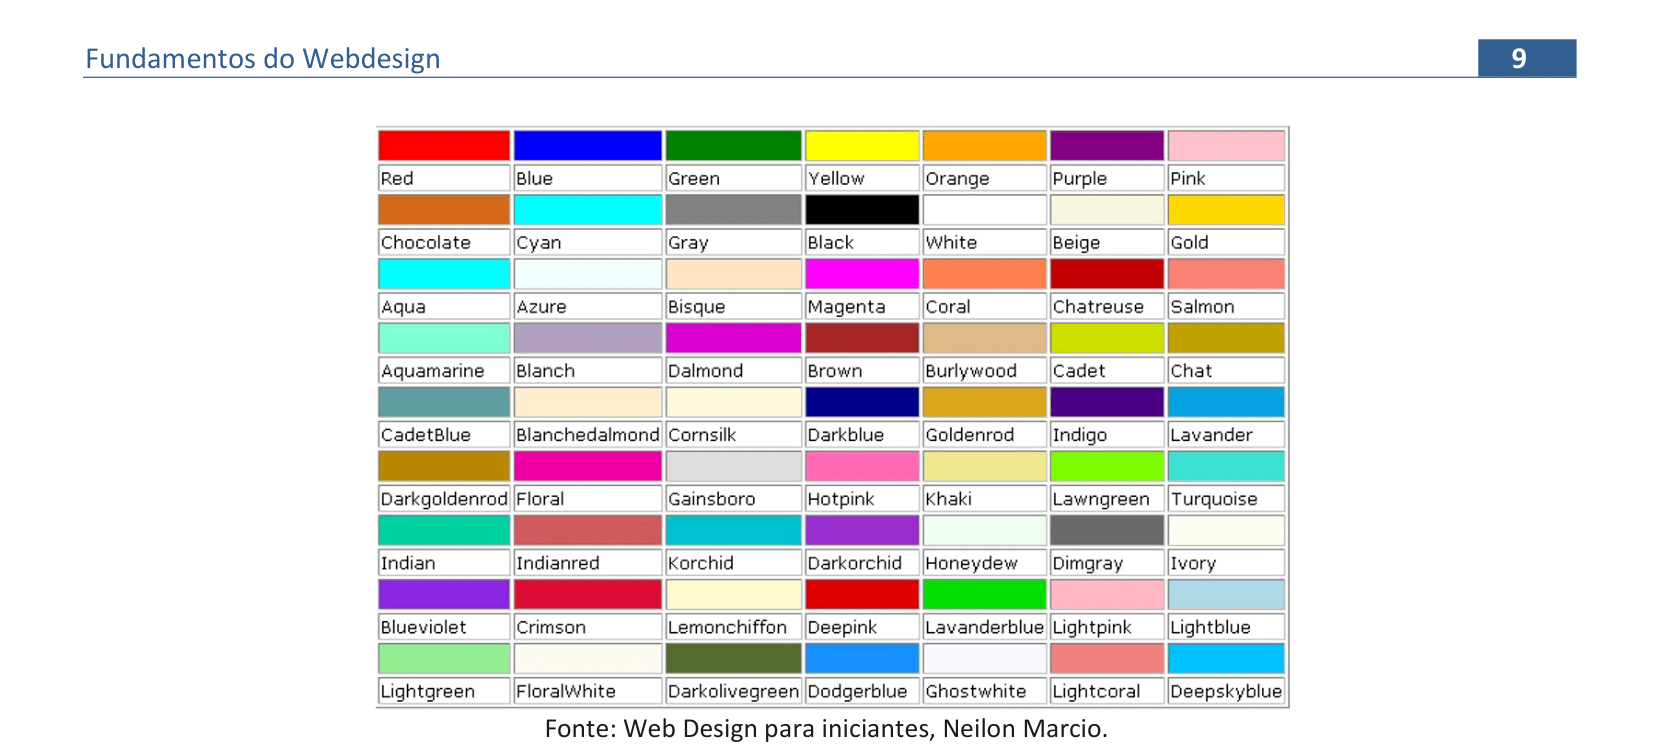 Fundamentos do Webdesign 9
Red Blue Green Yellow Orange Purple Pink
Chocolate Cyan Gray Black White Beige Gold
Aqua Azure Bisque Magenta Coral Chatreuse Salmon
Aquamarine Blanch Dalmond Brown Burlywood Cadet Chat
CadetBlue Blanchedalmond Cornsilk Darkblue Goldenrod Indigo Lavander
Darkgoldenrod Floral Gainsboro Hotpink Khaki Lawngreen Turquoise
Indian Indianred Korchid Darkorchid Honeydew Dimgray Ivory
Blueviolet Crimson Lemonchiffon Deepink Lavanderblue Lightpink Lightblue
Lightgreen FloralWhite Darkolivegreen Dodgerblue Ghostwhite Lightcoral Deepskyblue
Fonte: Web Design para iniciantes, Neilon Marcio.